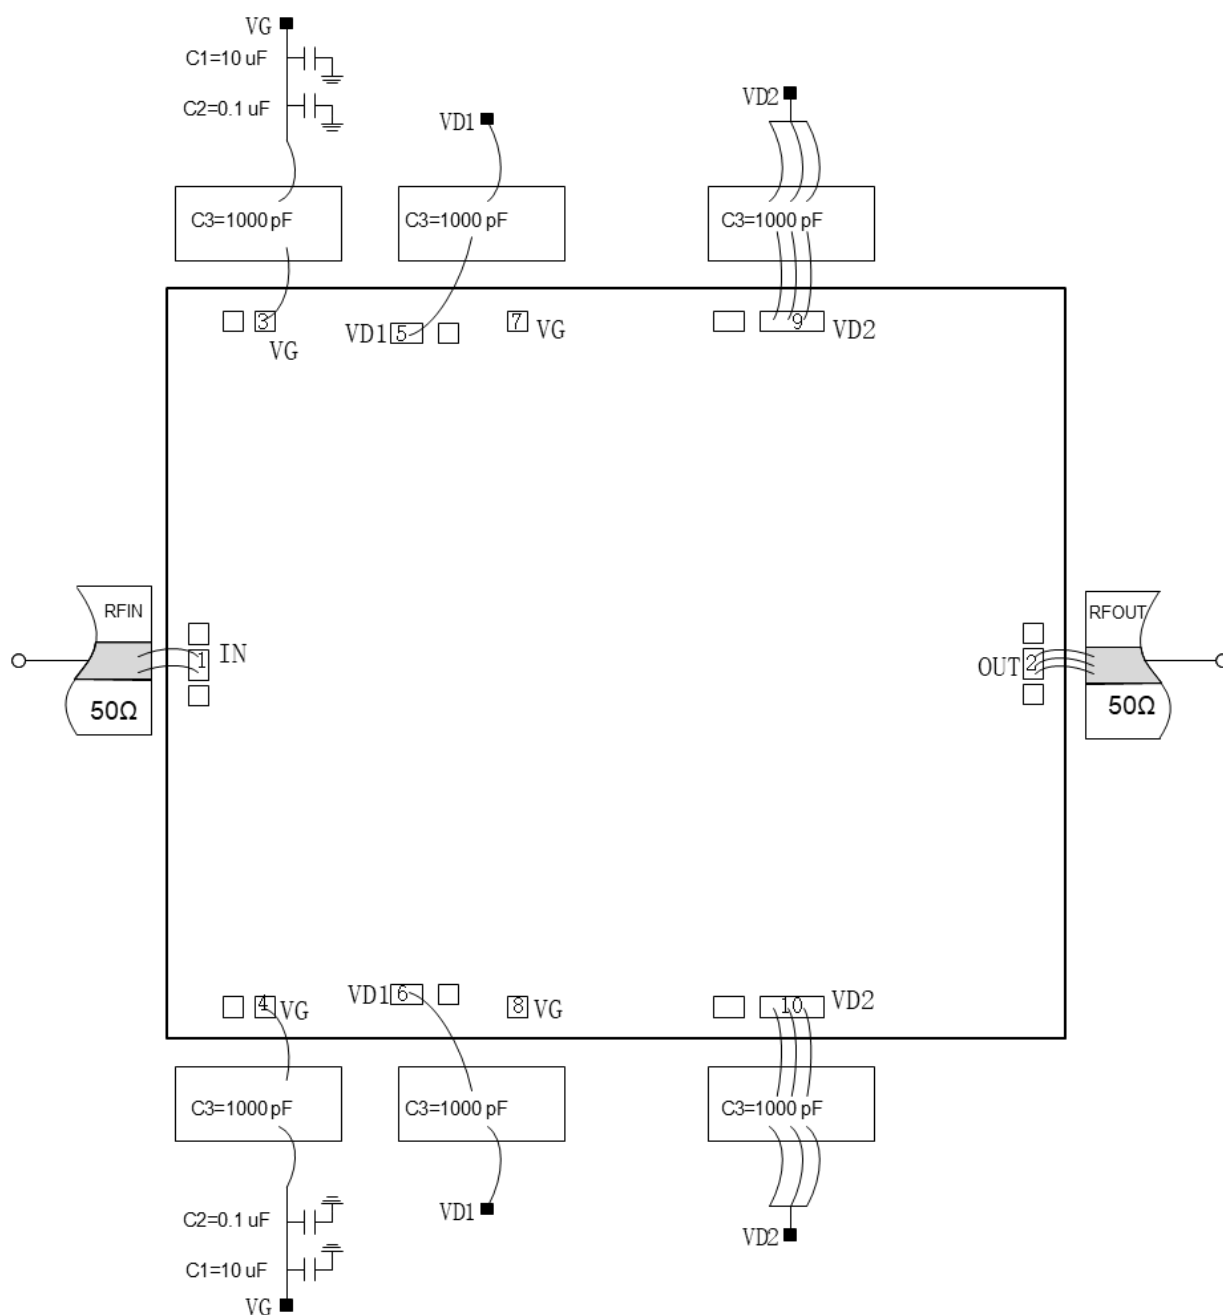 VG
C1=10 uF
C2=0.1 uF
VD1
VD2
C3=1000 pF
C3=1000 pF
C3=1000 pF
3
VG
VD1
5
7
VG
9
VD2
RFIN
50Ω
1
IN
OUT
2
RFOUT
50Ω
4
VG
VD1
6
8
VG
10
VD2
C3=1000 pF
C3=1000 pF
C3=1000 pF
C2=0.1 uF
C1=10 uF
VG
VD1
VD2